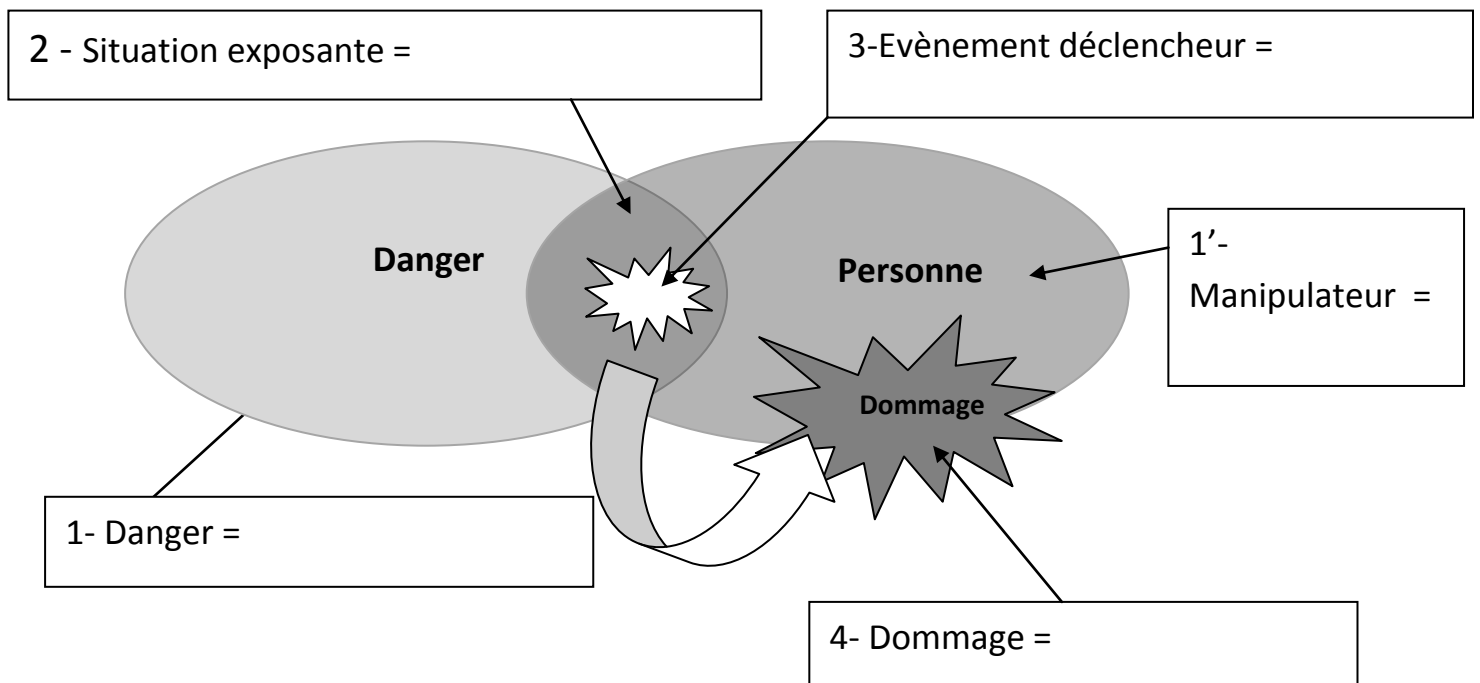 2 - Situation exposante =
3-Evènement déclencheur =
Danger
Personne
1’-
Manipulateur =
Dommage
1- Danger =
4- Dommage =